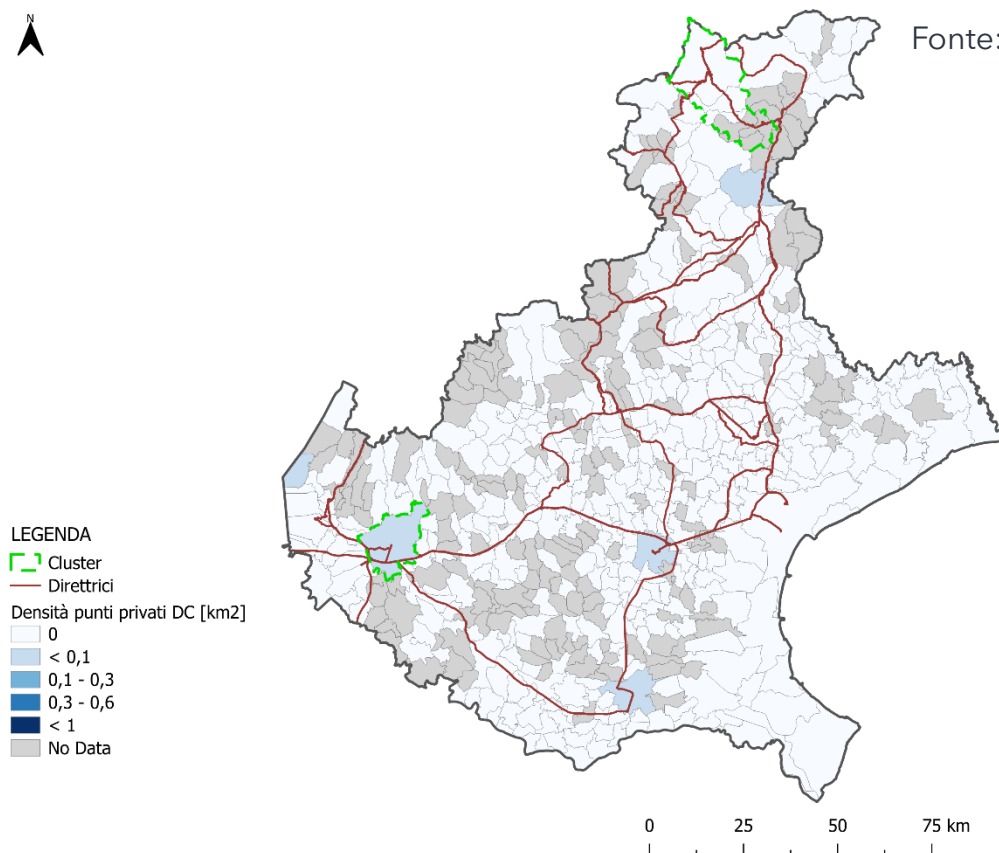 N
Fonte:
LEGENDA
Cluster
Direttrici
Densità punti privati DC [km2]
0
< 0,1
0,1 - 0,3
0,3 - 0,6
< 1
No Data
0 25 50 75 km